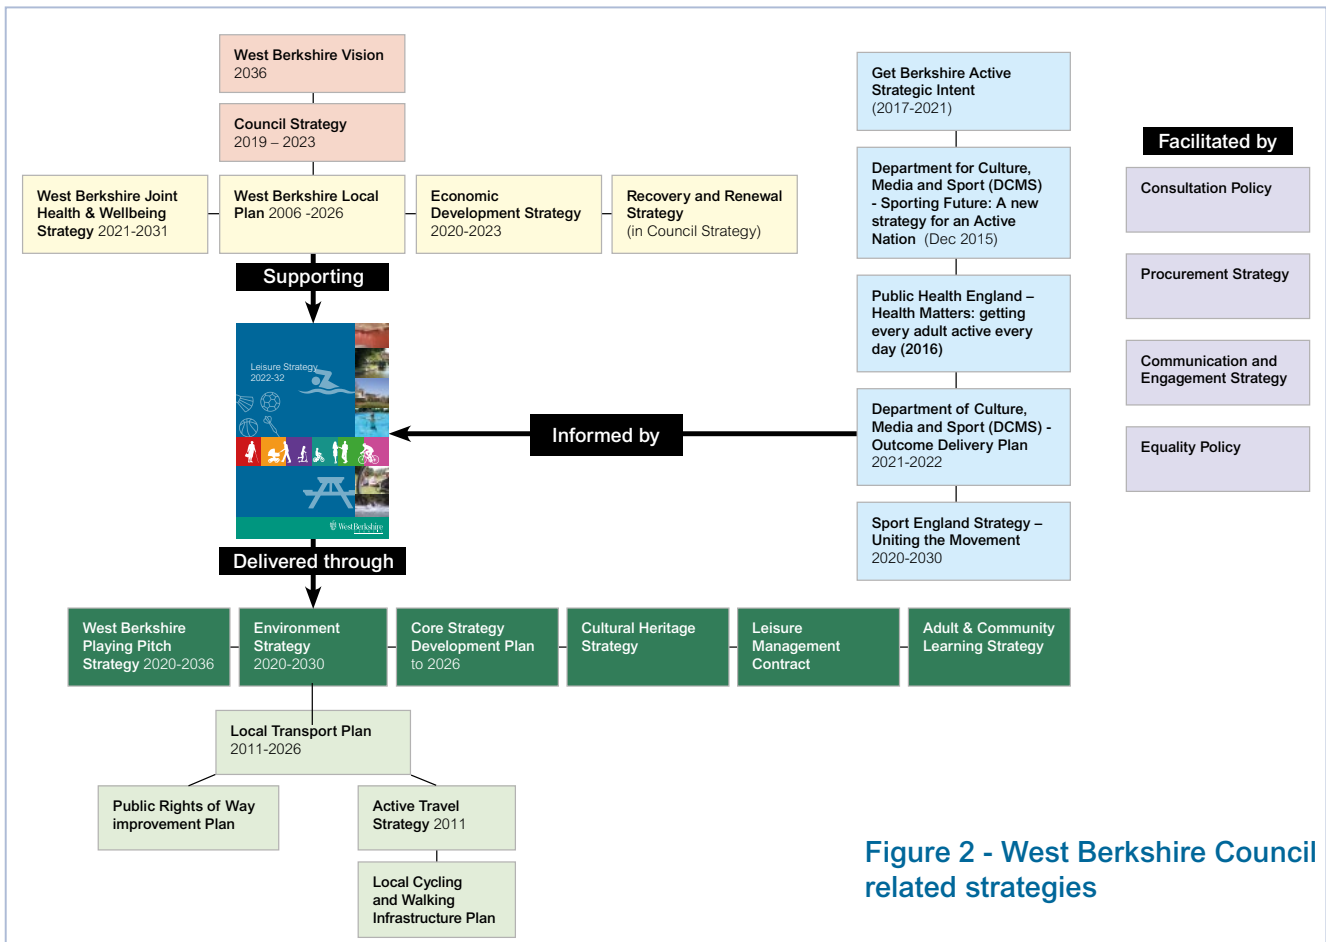 West Berkshire Vision
2036
Council Strategy
2019 – 2023
West Berkshire Joint
Health & Wellbeing
Strategy 2021-2031
West Berkshire Local
Plan 2006 -2026
Economic
Development Strategy
2020-2023
Recovery and Renewal
Strategy
(in Council Strategy)
Supporting
Leisure Strategy
2022-32
West Berkshire
Informed by
Get Berkshire Active
Strategic Intent
(2017-2021)
Department for Culture,
Media and Sport (DCMS)
- Sporting Future: A new
strategy for an Active
Nation (Dec 2015)
Public Health England –
Health Matters: getting
every adult active every
day (2016)
Department of Culture,
Media and Sport (DCMS) -
Outcome Delivery Plan
2021-2022
Sport England Strategy –
Uniting the Movement
2020-2030
Facilitated by
Consultation Policy
Procurement Strategy
Communication and
Engagement Strategy
Equality Policy
Delivered through
West Berkshire
Playing Pitch
Strategy 2020-2036
Environment
Strategy
2020-2030
Core Strategy
Development Plan
to 2026
Cultural Heritage
Strategy
Leisure
Management
Contract
Adult & Community
Learning Strategy
Local Transport Plan
2011-2026
Public Rights of Way
improvement Plan
Active Travel
Strategy 2011
Local Cycling
and Walking
Infrastructure Plan
Figure 2 - West Berkshire Council
related strategies